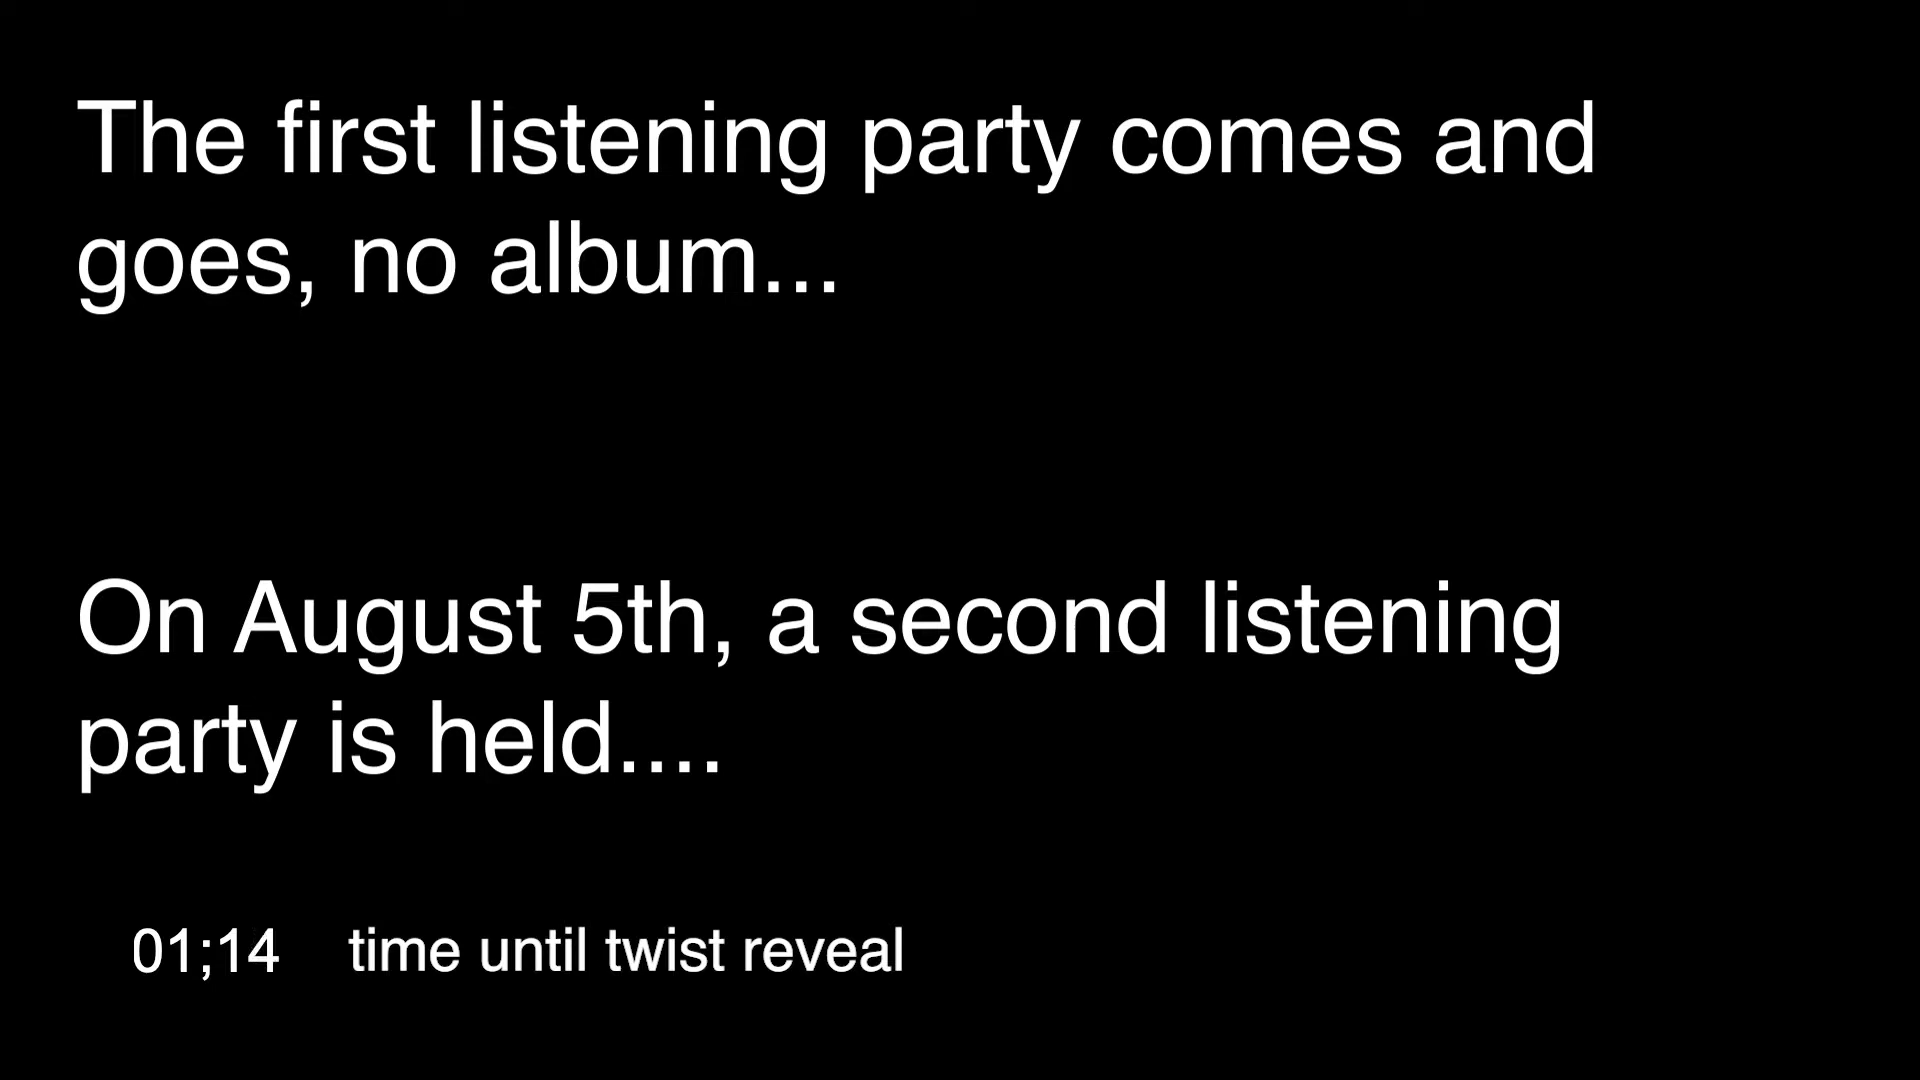 The first listening party comes and
goes, no album...
On August 5th, a second listening
party is held....
01;14 time until twist reveal